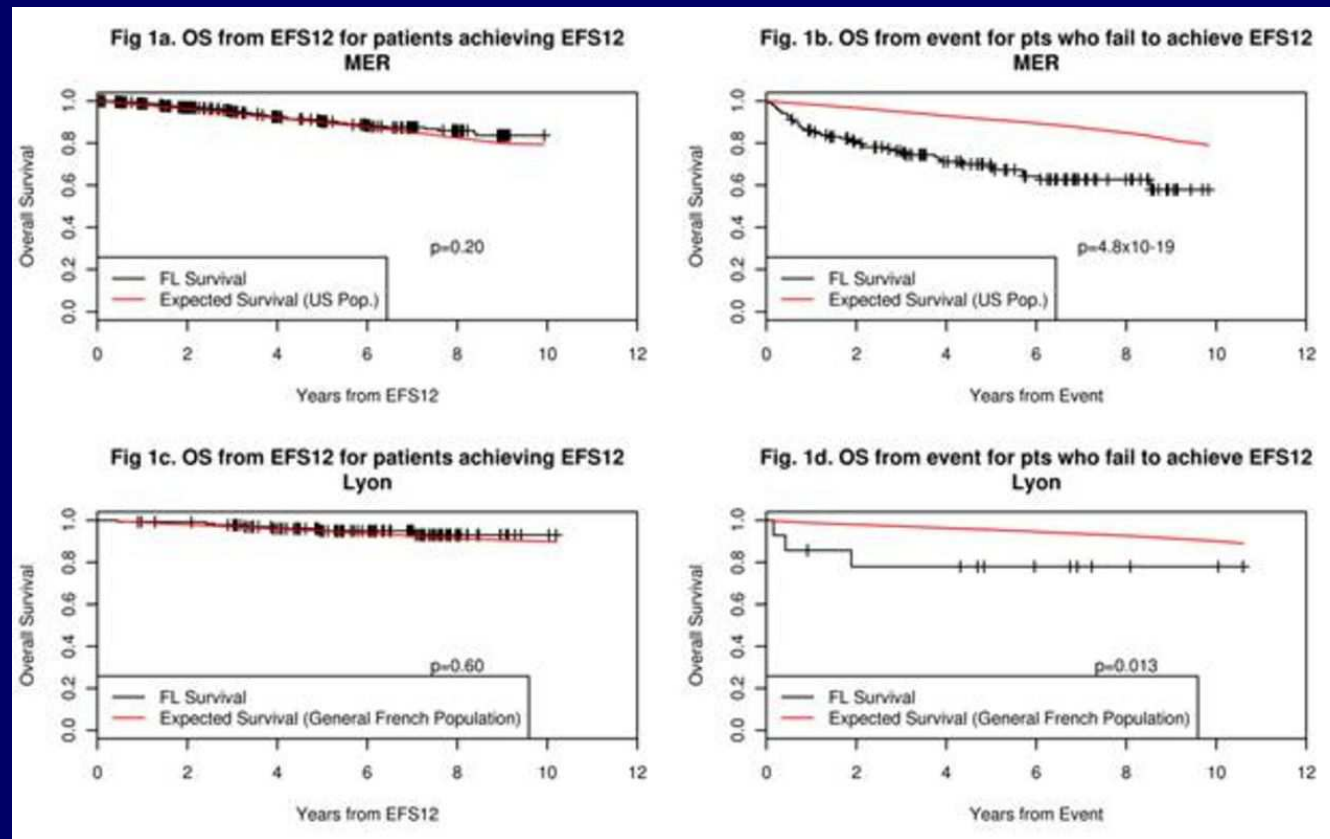 Fig 1a. OS from EFS12 for patients achieving EFS12
MER
Overall Survival
1.0
0.8
0.6
0.4
0.2
0.0
p=0.20
FL Survival
Expected Survival (US Pop.)
0 2 4 6 8 10 12
Years from EFS12
Fig. 1b. OS from event for pts who fail to achieve EFS12
MER
Overall Survival
1.0
0.8
0.6
0.4
0.2
0.0
p=4.8x10-19
FL Survival
Expected Survival (US Pop.)
0 2 4 6 8 10 12
Years from Event
Fig 1c. OS from EFS12 for patients achieving EFS12
Lyon
Overall Survival
1.0
0.8
0.6
0.4
0.2
0.0
p=0.60
FL Survival
Expected Survival (General French Population)
0 2 4 6 8 10 12
Years from EFS12
Fig. 1d. OS from event for pts who fail to achieve EFS12
Lyon
Overall Survival
1.0
0.8
0.6
0.4
0.2
0.0
p=0.013
FL Survival
Expected Survival (General French Population)
0 2 4 6 8 10 12
Years from Event